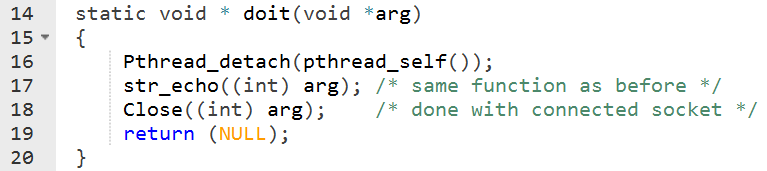 14 static void * doit(void *arg)
15 {
16 Pthread_detach(pthread_self());
17 str_echo((int) arg); /* same function as before */
18 Close((int) arg); /* done with connected socket */
19 return (NULL);
20 }